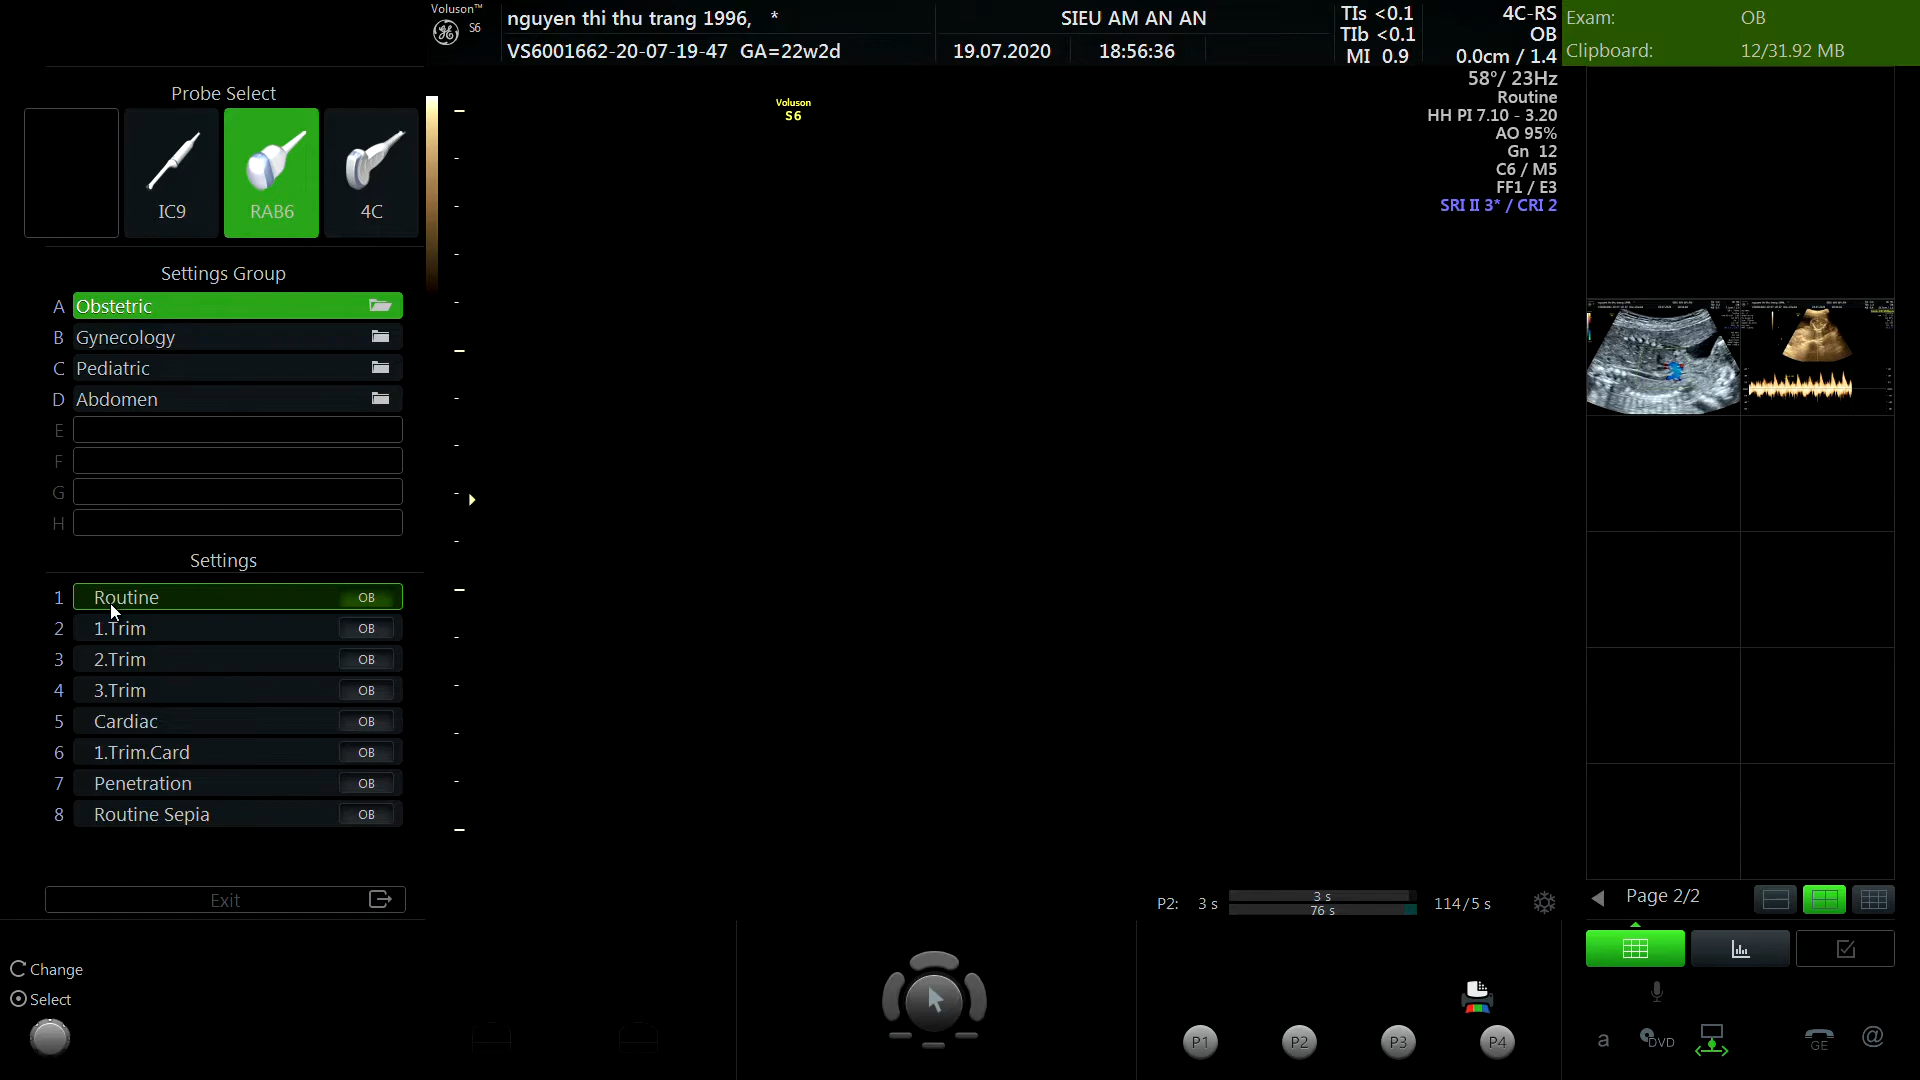 Voluson™
S6
nguyen thi thu trang 1996, *
SIEU AM AN AN
TIs <0.1
TIb <0.1
MI 0.9
4C-RS
OB
0.0cm / 1.4
Exam: OB
Clipboard: 12/31.92 MB
VS6001662-20-07-19-47 GA=22w2d
19.07.2020
18:56:36
58°/ 23Hz
Routine
HH PI 7.10 - 3.20
AO 95%
Gn 12
C6 / M5
FF1 / E3
SRI II 3* / CRI 2
Voluson
S6
Probe Select
IC9
RAB6
4C
Settings Group
A Obstetric
B Gynecology
C Pediatric
D Abdomen
E
F
G
H
Settings
1 Routine OB
2 1.Trim OB
3 2.Trim OB
4 3.Trim OB
5 Cardiac OB
6 1.Trim.Card OB
7 Penetration OB
8 Routine Sepia OB
Exit
P2: 3 s
3 s
76 s
114/5 s
Page 2/2
Change
Select
P1
P2
P3
P4
a
DVD
GE
@